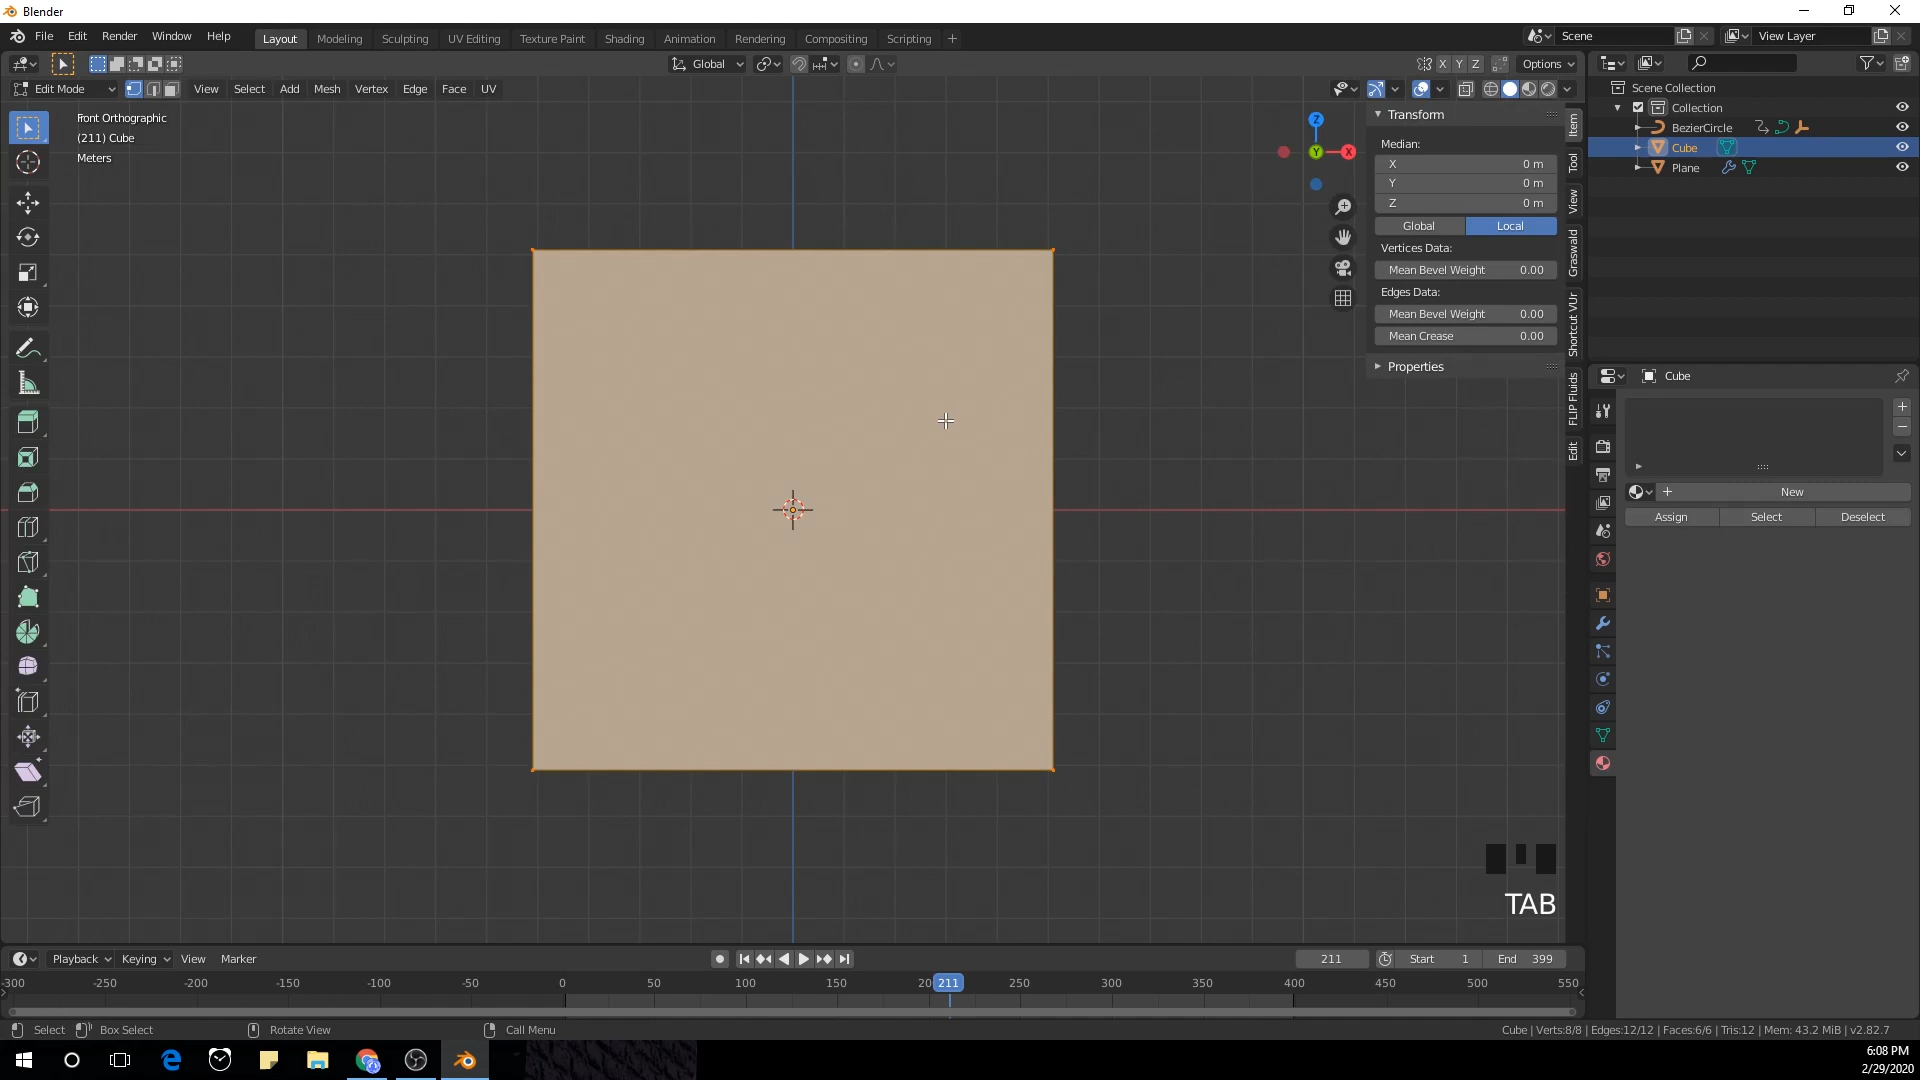 Blender
File Edit Render Window Help
Layout Modeling Sculpting UV Editing Texture Paint Shading Animation Rendering Compositing Scripting +
Scene
View Layer
Global
X Y Z
Options
Edit Mode View Select Add Mesh Vertex Edge Face UV
Front Orthographic
(211) Cube
Meters
Z
Y
X
Transform
Median:
X 0 m
Y 0 m
Z 0 m
Global Local
Vertices Data:
Mean Bevel Weight 0.00
Edges Data:
Mean Bevel Weight 0.00
Mean Crease 0.00
Properties
Item
Tool
View
Graswald
Shortcut VUr
FLIP Fluids
Edit
Scene Collection
Collection
BezierCircle
Cube
Plane
Cube
New
Assign Select Deselect
TAB
Playback Keying View Marker
211
Start 1
End 399
-300 -250 -200 -150 -100 -50 0 50 100 150 20 211 250 300 350 400 450 500 550
Select Box Select Rotate View Call Menu
Cube | Verts:8/8 | Edges:12/12 | Faces:6/6 | Tris:12 | Mem: 43.2 MiB | v2.82.7
6:08 PM
2/29/2020